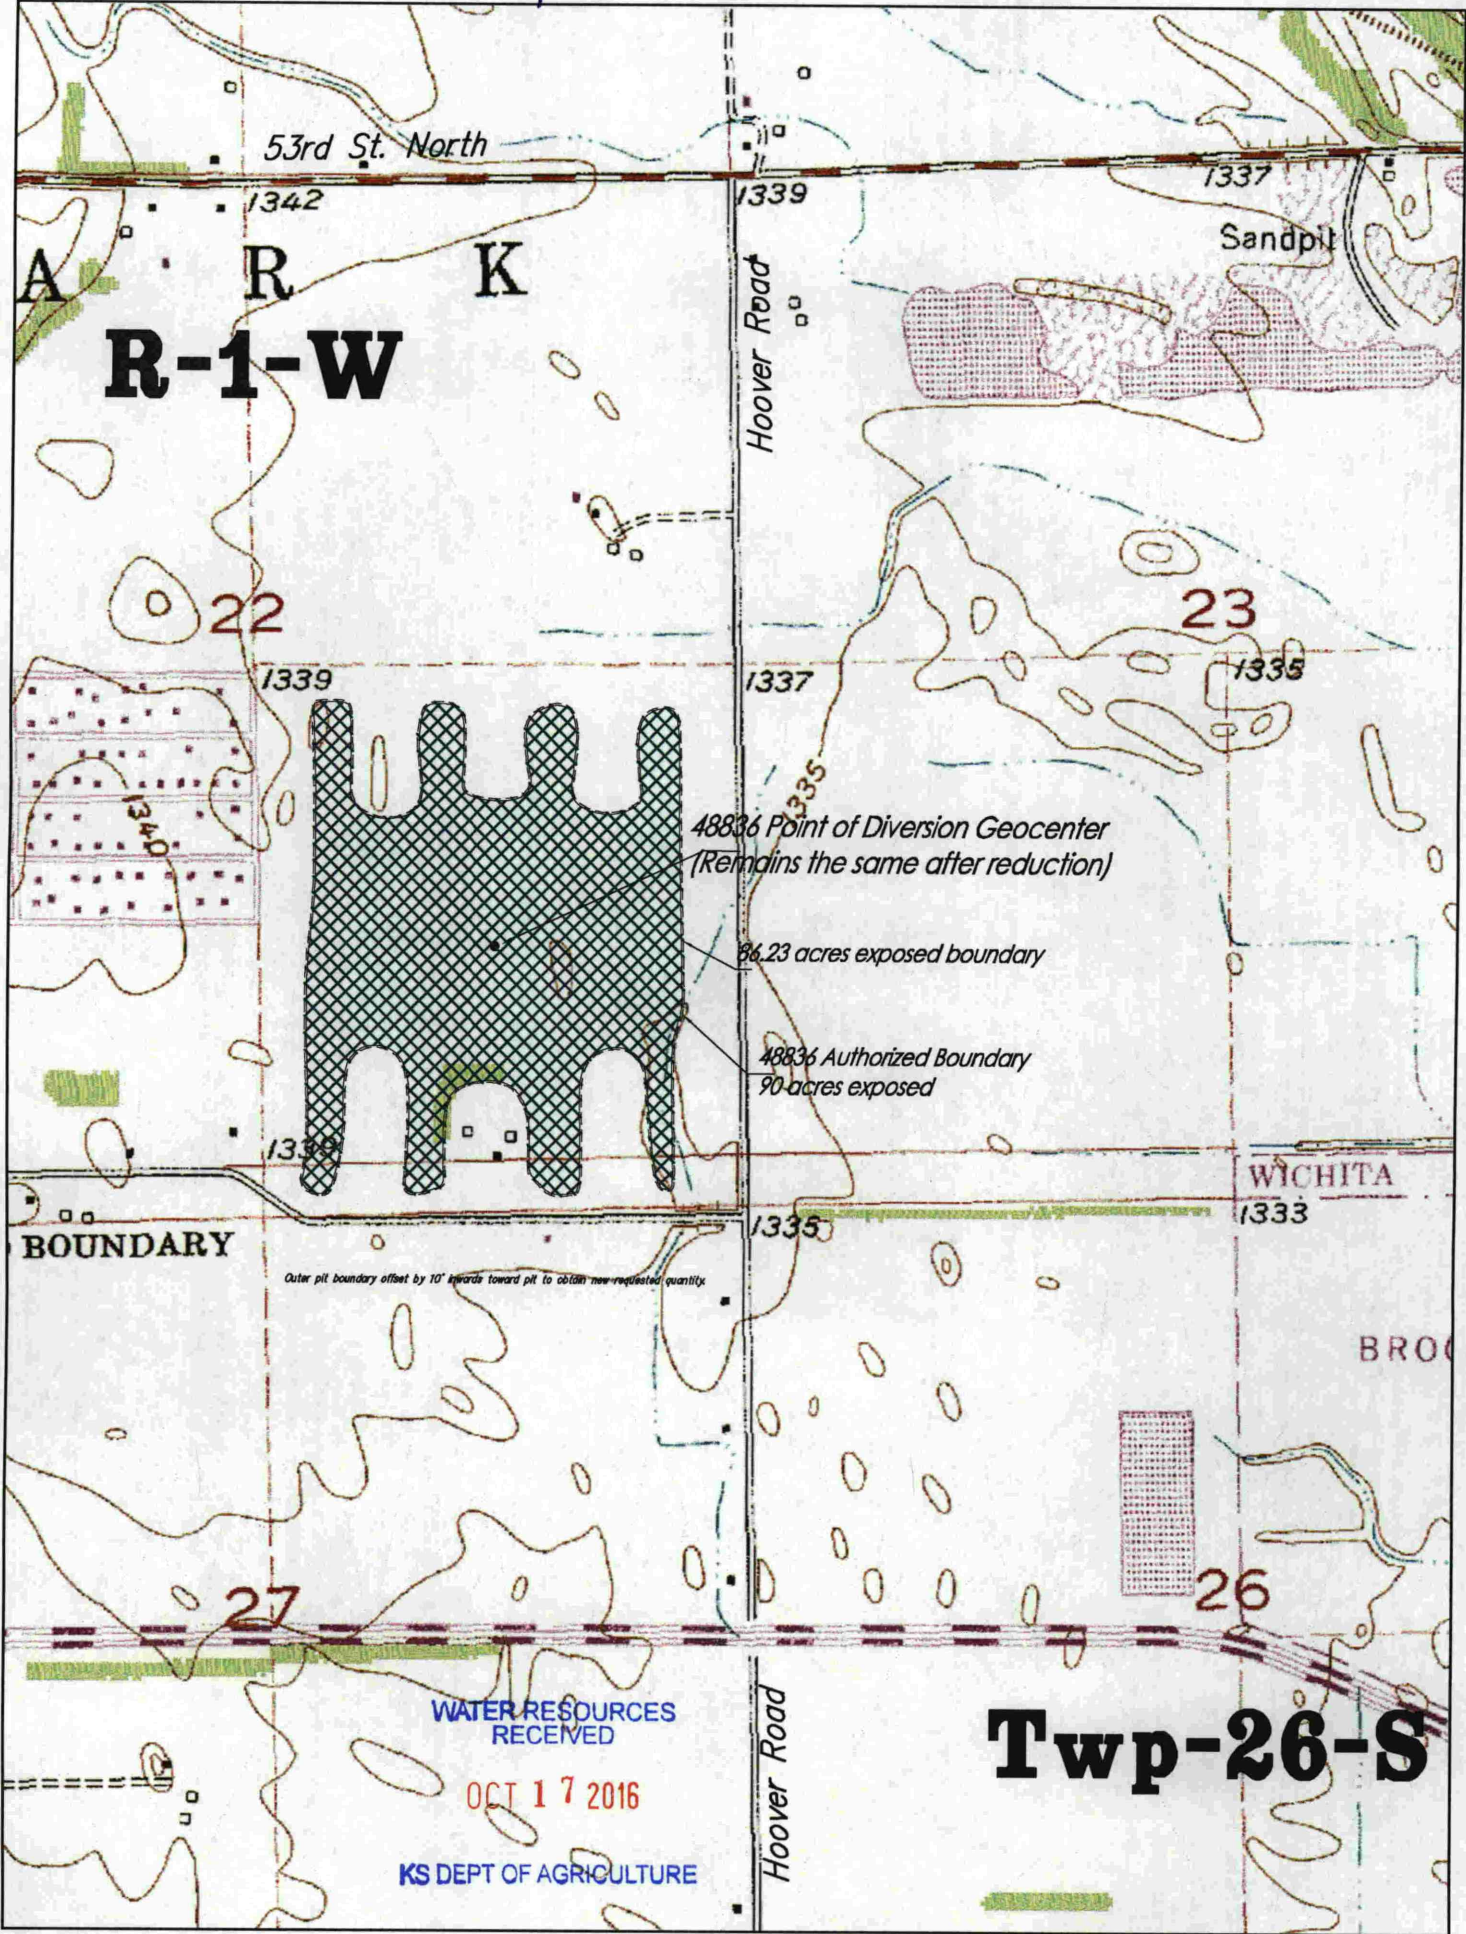 53rd St. North
1342
1339
1337
Sandpit
A R K
R-1-W
Hoover Road
22
23
1339
1337
1335
1335
1340
48836 Point of Diversion Geocenter
(Remains the same after reduction)
86.23 acres exposed boundary
48836 Authorized Boundary
90 acres exposed
1339
WICHITA
1333
1335
BOUNDARY
Outer pit boundary offset by 10' inwards toward pit to obtain new requested quantity.
BROO
27
26
WATER RESOURCES
RECEIVED
OCT 17 2016
KS DEPT OF AGRICULTURE
Hoover Road
Twp-26-S